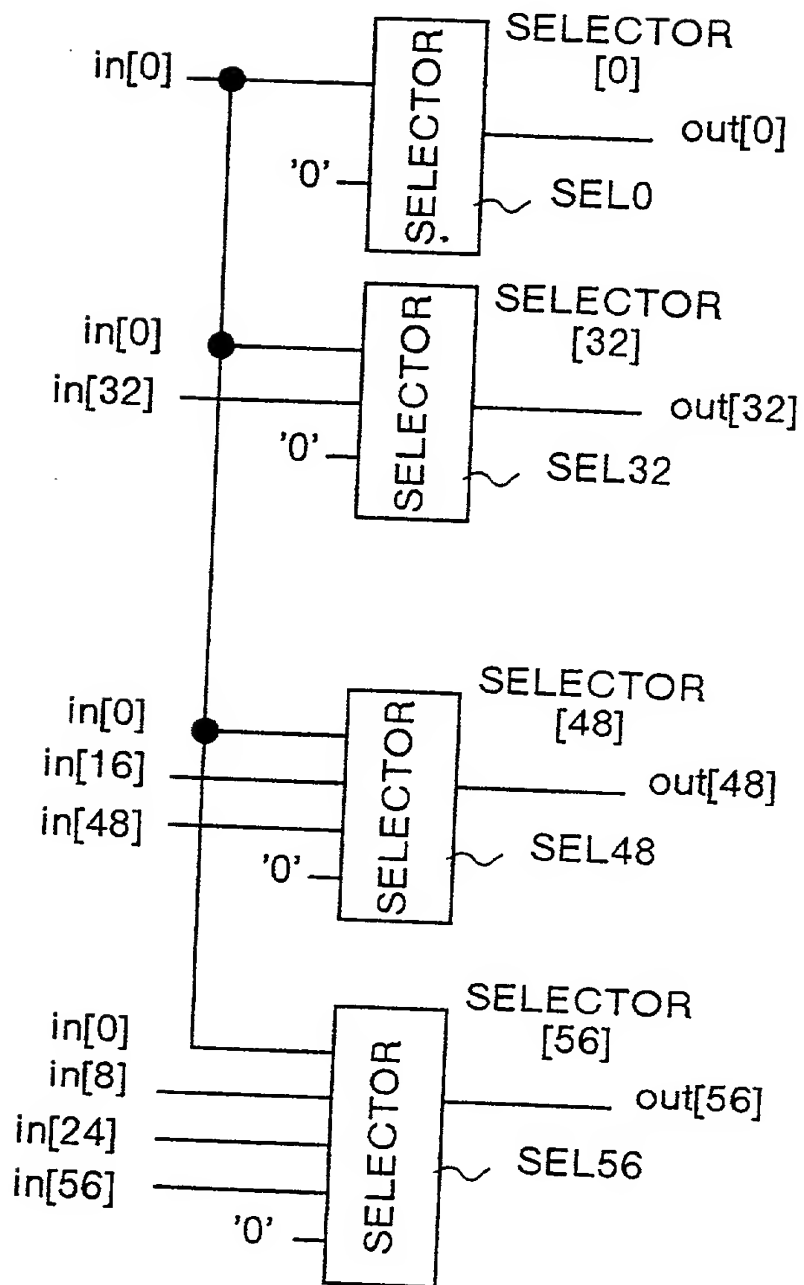 SELECTOR
[0]
in[0]
SELECTOR
out[0]
'0'
SEL0
SELECTOR
[32]
in[0]
SELECTOR
in[32]
out[32]
'0'
SEL32
SELECTOR
[48]
in[0]
SELECTOR
in[16]
out[48]
in[48]
SEL48
'0'
SELECTOR
[56]
in[0]
SELECTOR
in[8]
out[56]
in[24]
SEL56
in[56]
'0'